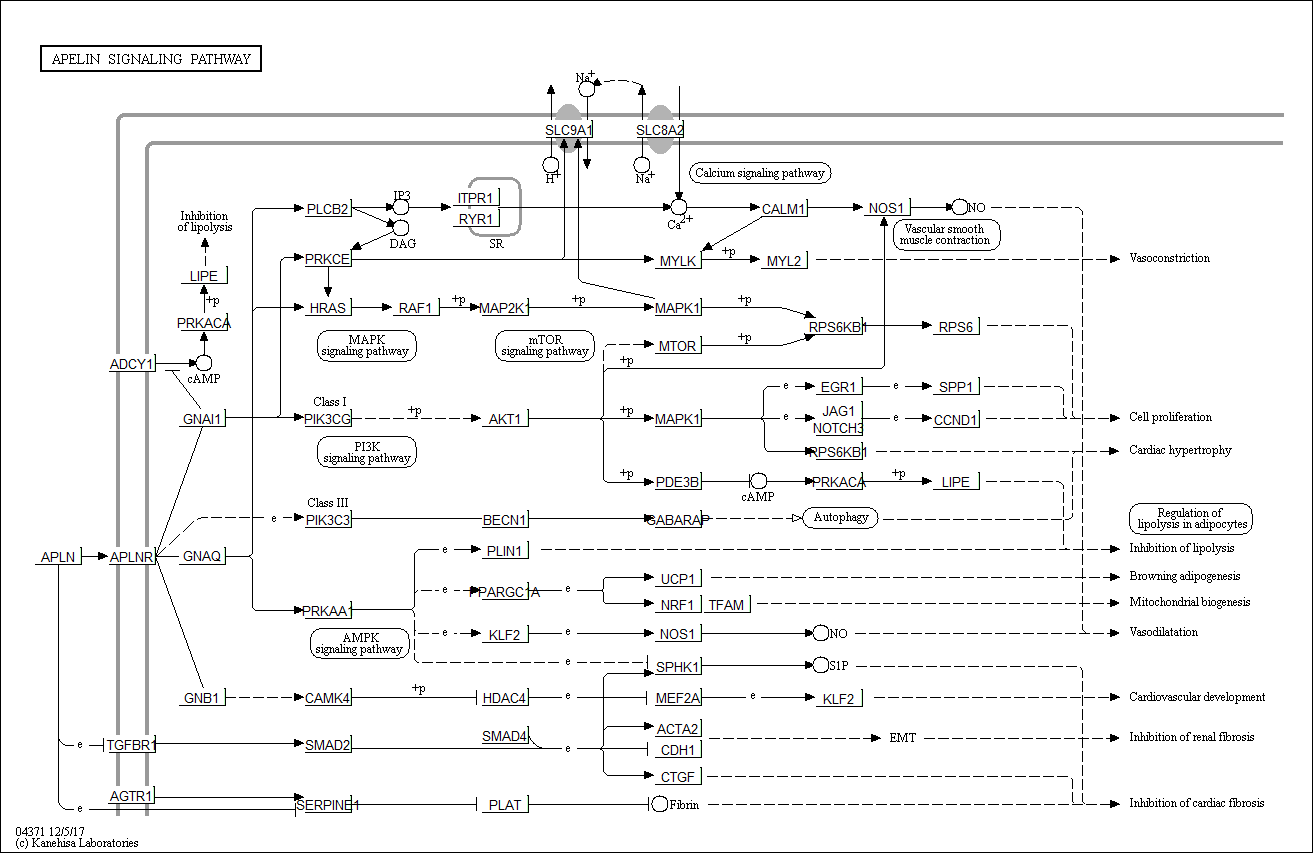 APELIN SIGNALING PATHWAY
Na+
SLC9A1
SLC8A2
H+
Na+
Calcium signaling pathway
Inhibition
of lipolysis
PLCB2
IP3
ITPR1
RYR1
SR
DAG
Ca2+
CALM1
NOS1
NO
Vascular smooth
muscle contraction
LIPE
+p
PRKACA
PRKCE
MYLK
+p
MYL2
Vasoconstriction
HRAS
RAF1
+p
MAP2K1
+p
MAPK1
+p
RPS6KB1
RPS6
MAPK
signaling pathway
mTOR
signaling pathway
MTOR
+p
+p
ADCY1
cAMP
GNAI1
Class I
PIK3CG
+p
AKT1
+p
MAPK1
e
EGR1
e
SPP1
e
JAG1
NOTCH3
e
CCND1
Cell proliferation
RPS6KB1
Cardiac hypertrophy
PI3K
signaling pathway
+p
PDE3B
cAMP
PRKACA
+p
LIPE
Class III
e
PIK3C3
BECN1
GABARAP
Autophagy
Regulation of
lipolysis in adipocytes
APLN
APLNR
GNAQ
e
PLIN1
Inhibition of lipolysis
e
PPARGC1A
e
UCP1
Browning adipogenesis
NRF1
TFAM
Mitochondrial biogenesis
PRKAA1
AMPK
signaling pathway
e
KLF2
e
NOS1
NO
Vasodilatation
e
SPHK1
S1P
GNB1
CAMK4
+p
HDAC4
e
MEF2A
e
KLF2
Cardiovascular development
e
TGFBR1
SMAD2
SMAD4
e
ACTA2
CDH1
EMT
Inhibition of renal fibrosis
CTGF
AGTR1
e
SERPINE1
PLAT
Fibrin
Inhibition of cardiac fibrosis
04371 12/5/17
(c) Kanehisa Laboratories